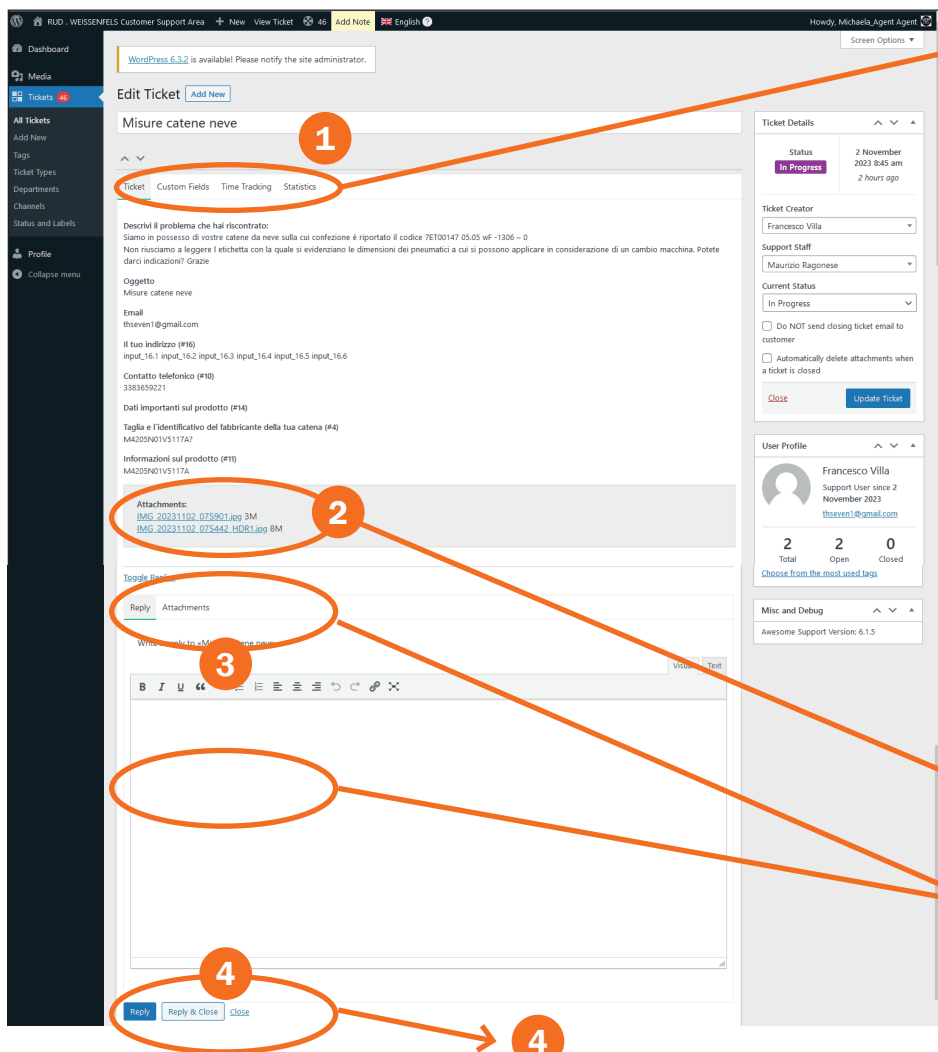 RUD . WEISSENFELS Customer Support Area + New View Ticket 46 Add Note English ? Howdy, Michaela_Agent Agent
Screen Options
Dashboard
Media
Tickets 46
All Tickets
Add New
Tags
Ticket Types
Departments
Channels
Status and Labels
Profile
Collapse menu
WordPress 6.3.2 is available! Please notify the site administrator.
Edit Ticket Add New
Misure catene neve
1
Ticket Custom Fields Time Tracking Statistics
Descrivi il problema che hai riscontrato:
Siamo in possesso di vostre catene da neve sulla cui confezione è riportato il codice 7ET00147 05.05 wF -1306 – 0
Non riusciamo a leggere l etichetta con la quale si evidenziano le dimensioni dei pneumatici a cui si possono applicare in considerazione di un cambio macchina. Potete
darci indicazioni? Grazie
Oggetto
Misure catene neve
Email
thseven1@gmail.com
Il tuo indirizzo (#16)
input_16.1 input_16.2 input_16.3 input_16.4 input_16.5 input_16.6
Contatto telefonico (#10)
3383659221
Dati importanti sul prodotto (#14)
Taglia e l'identificativo del fabbricante della tua catena (#4)
M4205N01V5117A?
Informazioni sul prodotto (#11)
M4205N01V5117A
Attachments:
IMG_20231102_075901.jpg 3M
IMG_20231102_075442_HDR1.jpg 8M
2
Toggle
Reply Attachments
3
Text
B I U
4
Reply Reply & Close Close
4
Ticket Details
Status
In Progress
2 November
2023 8:45 am
2 hours ago
Ticket Creator
Francesco Villa
Support Staff
Maurizio Ragonese
Current Status
In Progress
Do NOT send closing ticket email to
customer
Automatically delete attachments when
a ticket is closed
Close Update Ticket
User Profile
Francesco Villa
Support User since 2
November 2023
thseven1@gmail.com
2 2 0
Total Open Closed
Choose from the most used tags
Misc and Debug
Awesome Support Version: 6.1.5